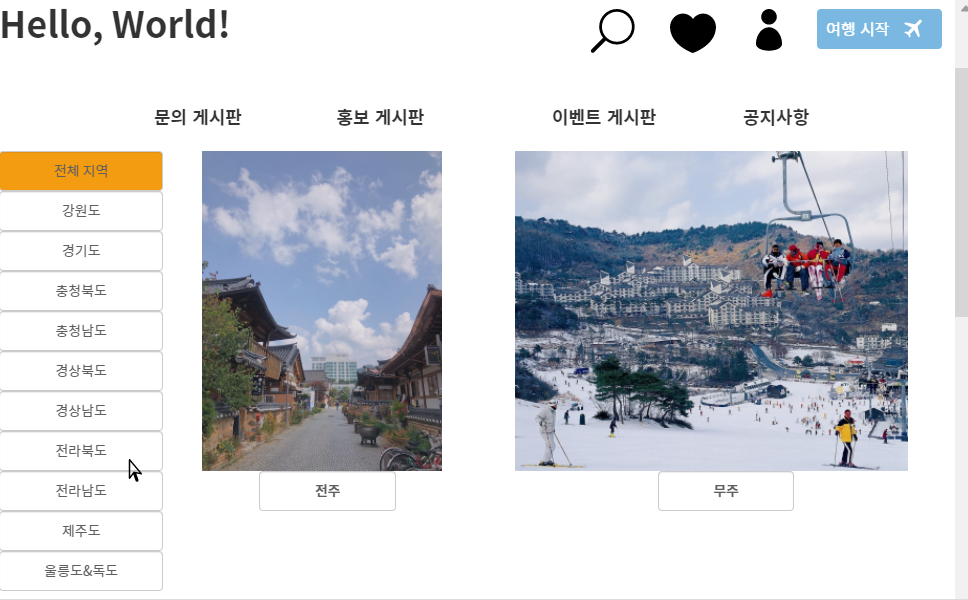 Hello, World!
여행 시작
문의 게시판
홍보 게시판
이벤트 게시판
공지사항
전체 지역
강원도
경기도
충청북도
충청남도
경상북도
경상남도
전라북도
전라남도
제주도
울릉도&독도
전주
무주